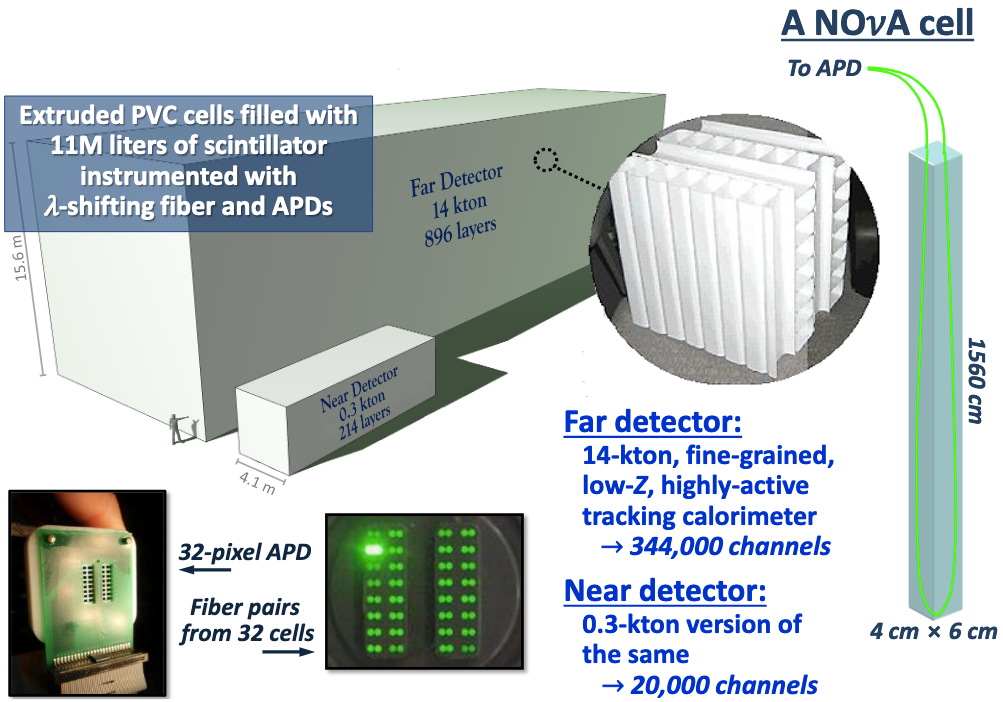 A NOνA cell
To APD
Extruded PVC cells filled with
11M liters of scintillator
instrumented with
λ-shifting fiber and APDs
Far Detector
14 kton
896 layers
15.6 m
Near Detector
0.3 kton
214 layers
4.1 m
1560 cm
4 cm × 6 cm
Far detector:
14-kton, fine-grained,
low-Z, highly-active
tracking calorimeter
→ 344,000 channels
Near detector:
0.3-kton version of
the same
→ 20,000 channels
32-pixel APD
Fiber pairs
from 32 cells